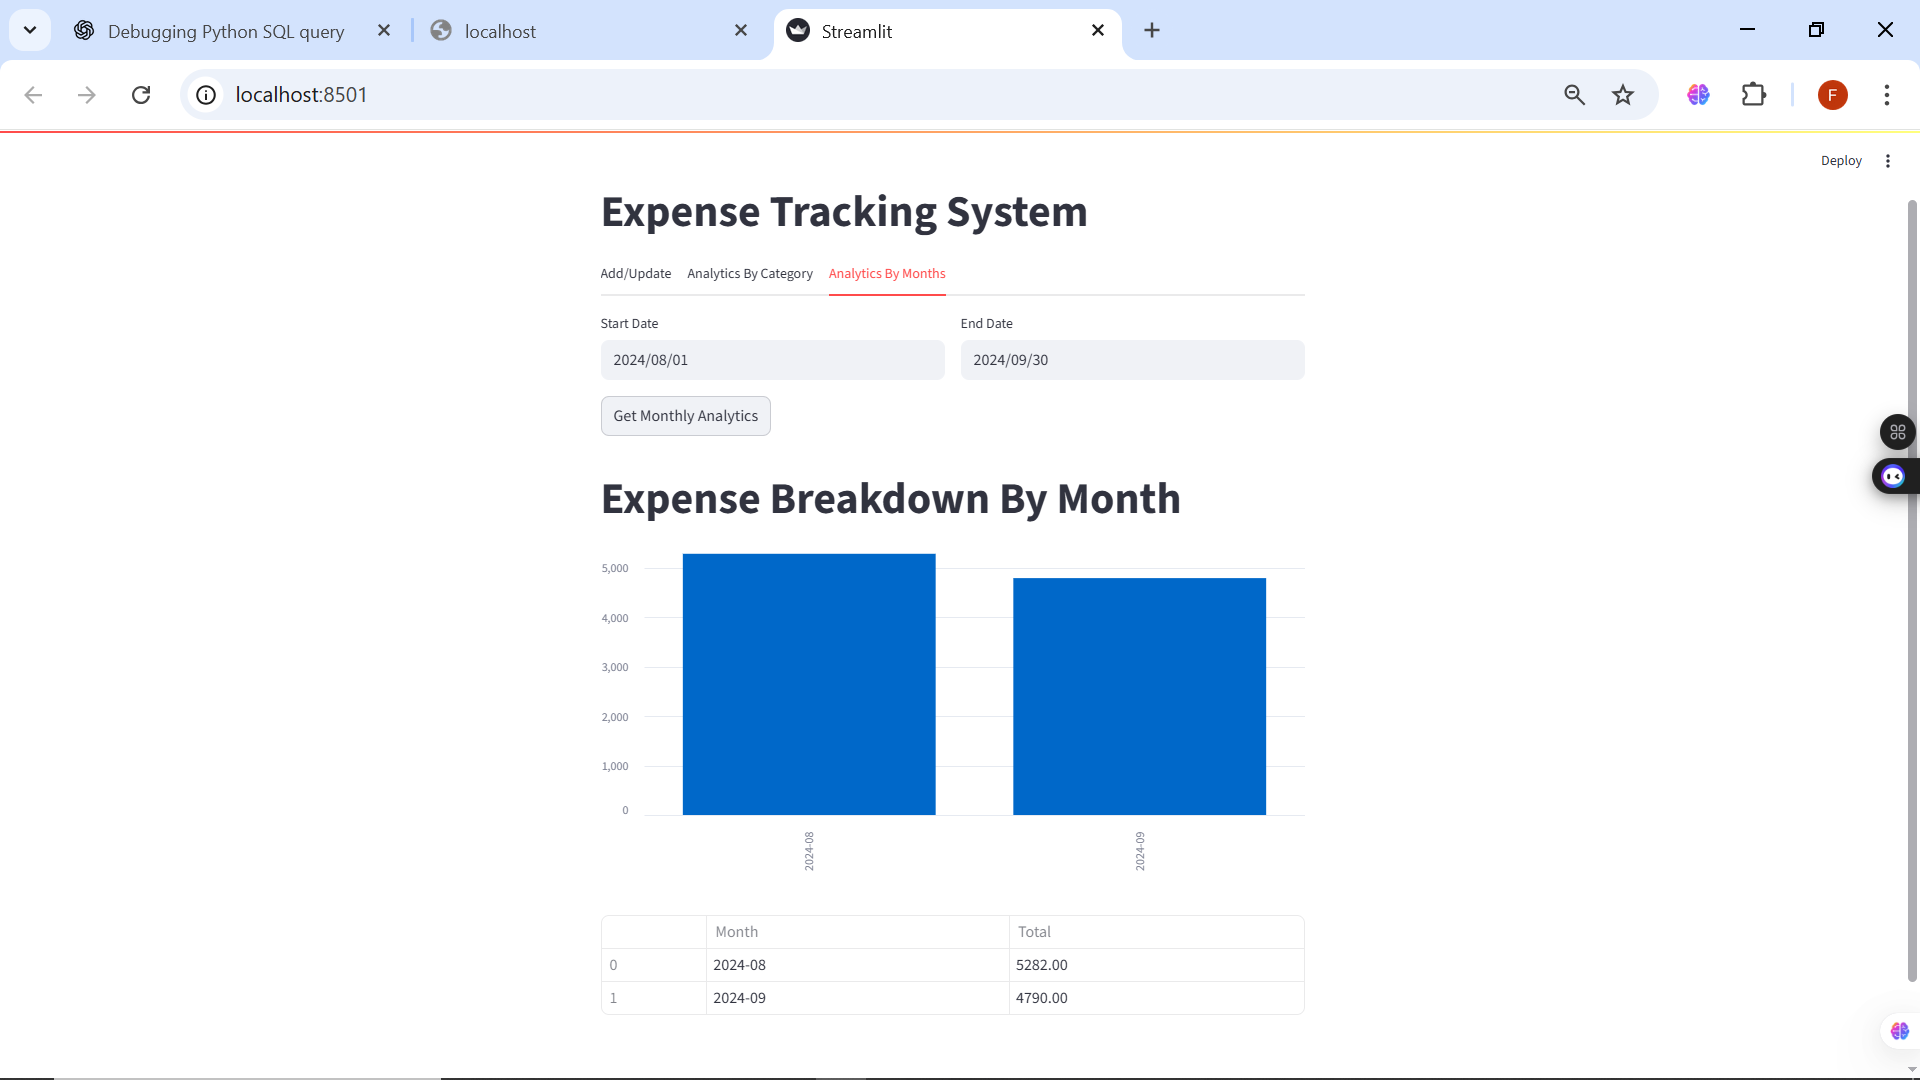 Debugging Python SQL query
localhost
Streamlit
localhost:8501
F
Deploy
Expense Tracking System
Add/Update Analytics By Category Analytics By Months
Start Date End Date
2024/08/01 2024/09/30
Get Monthly Analytics
Expense Breakdown By Month
5,000
4,000
3,000
2,000
1,000
0
2024-08 2024-09
Month Total
0 2024-08 5282.00
1 2024-09 4790.00